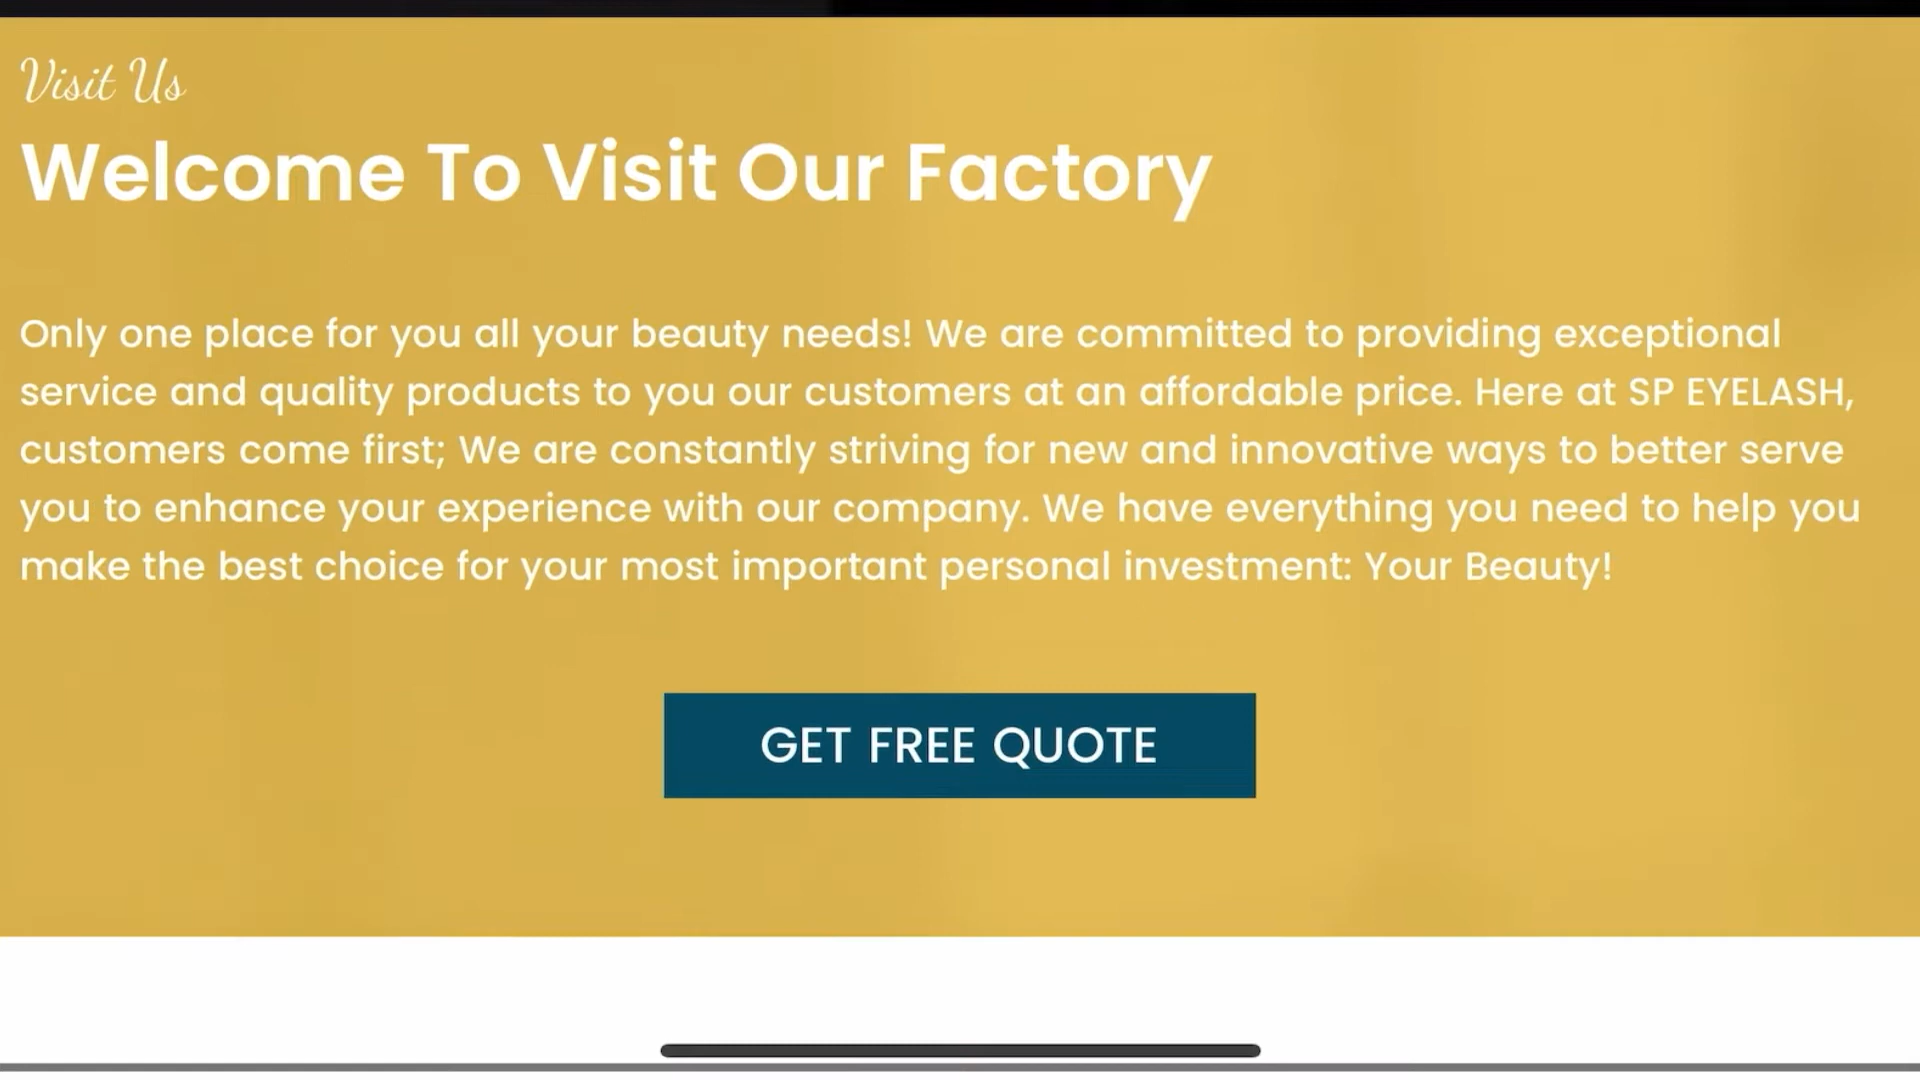 Visit Us
Welcome To Visit Our Factory
Only one place for you all your beauty needs! We are committed to providing exceptional
service and quality products to you our customers at an affordable price. Here at SP EYELASH,
customers come first; We are constantly striving for new and innovative ways to better serve
you to enhance your experience with our company. We have everything you need to help you
make the best choice for your most important personal investment: Your Beauty!
GET FREE QUOTE